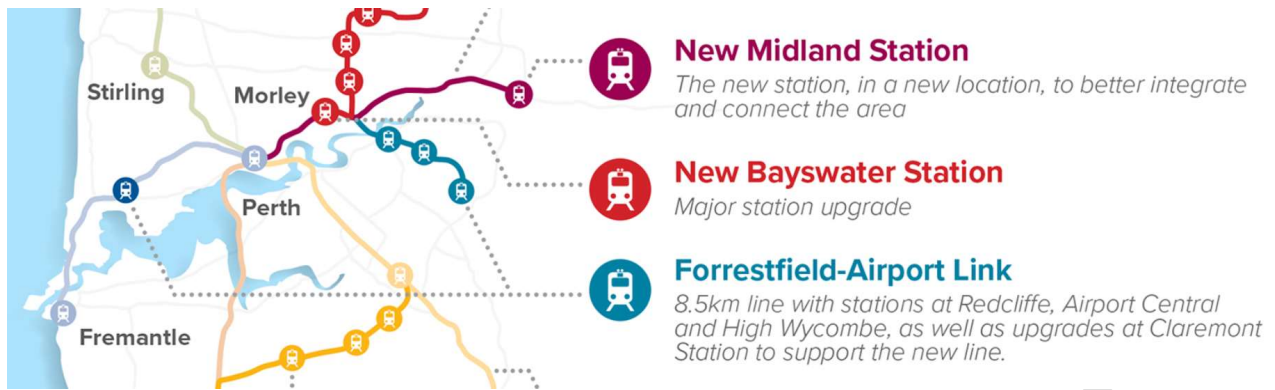 Stirling
Morley
Perth
Fremantle
New Midland Station
The new station, in a new location, to better integrate
and connect the area
New Bayswater Station
Major station upgrade
Forrestfield-Airport Link
8.5km line with stations at Redcliffe, Airport Central
and High Wycombe, as well as upgrades at Claremont
Station to support the new line.